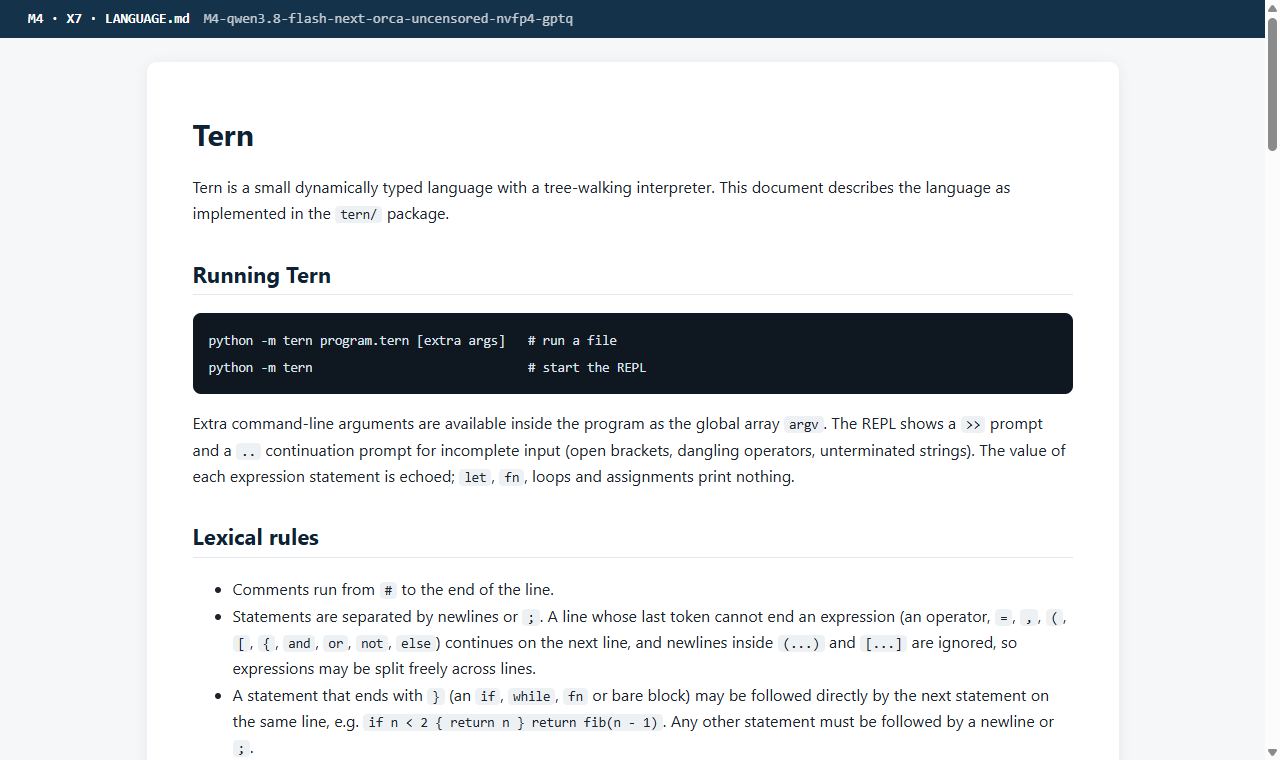 M4 · X7 · LANGUAGE.md M4-qwen3.8-flash-next-orca-uncensored-nvfp4-gptq
Tern
Tern is a small dynamically typed language with a tree-walking interpreter. This document describes the language as
implemented in the tern/ package.
Running Tern
python -m tern program.tern [extra args]   # run a file
python -m tern                             # start the REPL
Extra command-line arguments are available inside the program as the global array argv. The REPL shows a >> prompt
and a .. continuation prompt for incomplete input (open brackets, dangling operators, unterminated strings). The value of
each expression statement is echoed; let, fn, loops and assignments print nothing.
Lexical rules
• Comments run from # to the end of the line.
• Statements are separated by newlines or ;. A line whose last token cannot end an expression (an operator, =, ,, (,
[, {, and, or, not, else) continues on the next line, and newlines inside (...) and [...] are ignored, so
expressions may be split freely across lines.
• A statement that ends with } (an if, while, fn or bare block) may be followed directly by the next statement on
the same line, e.g. if n < 2 { return n } return fib(n - 1). Any other statement must be followed by a newline or
;.